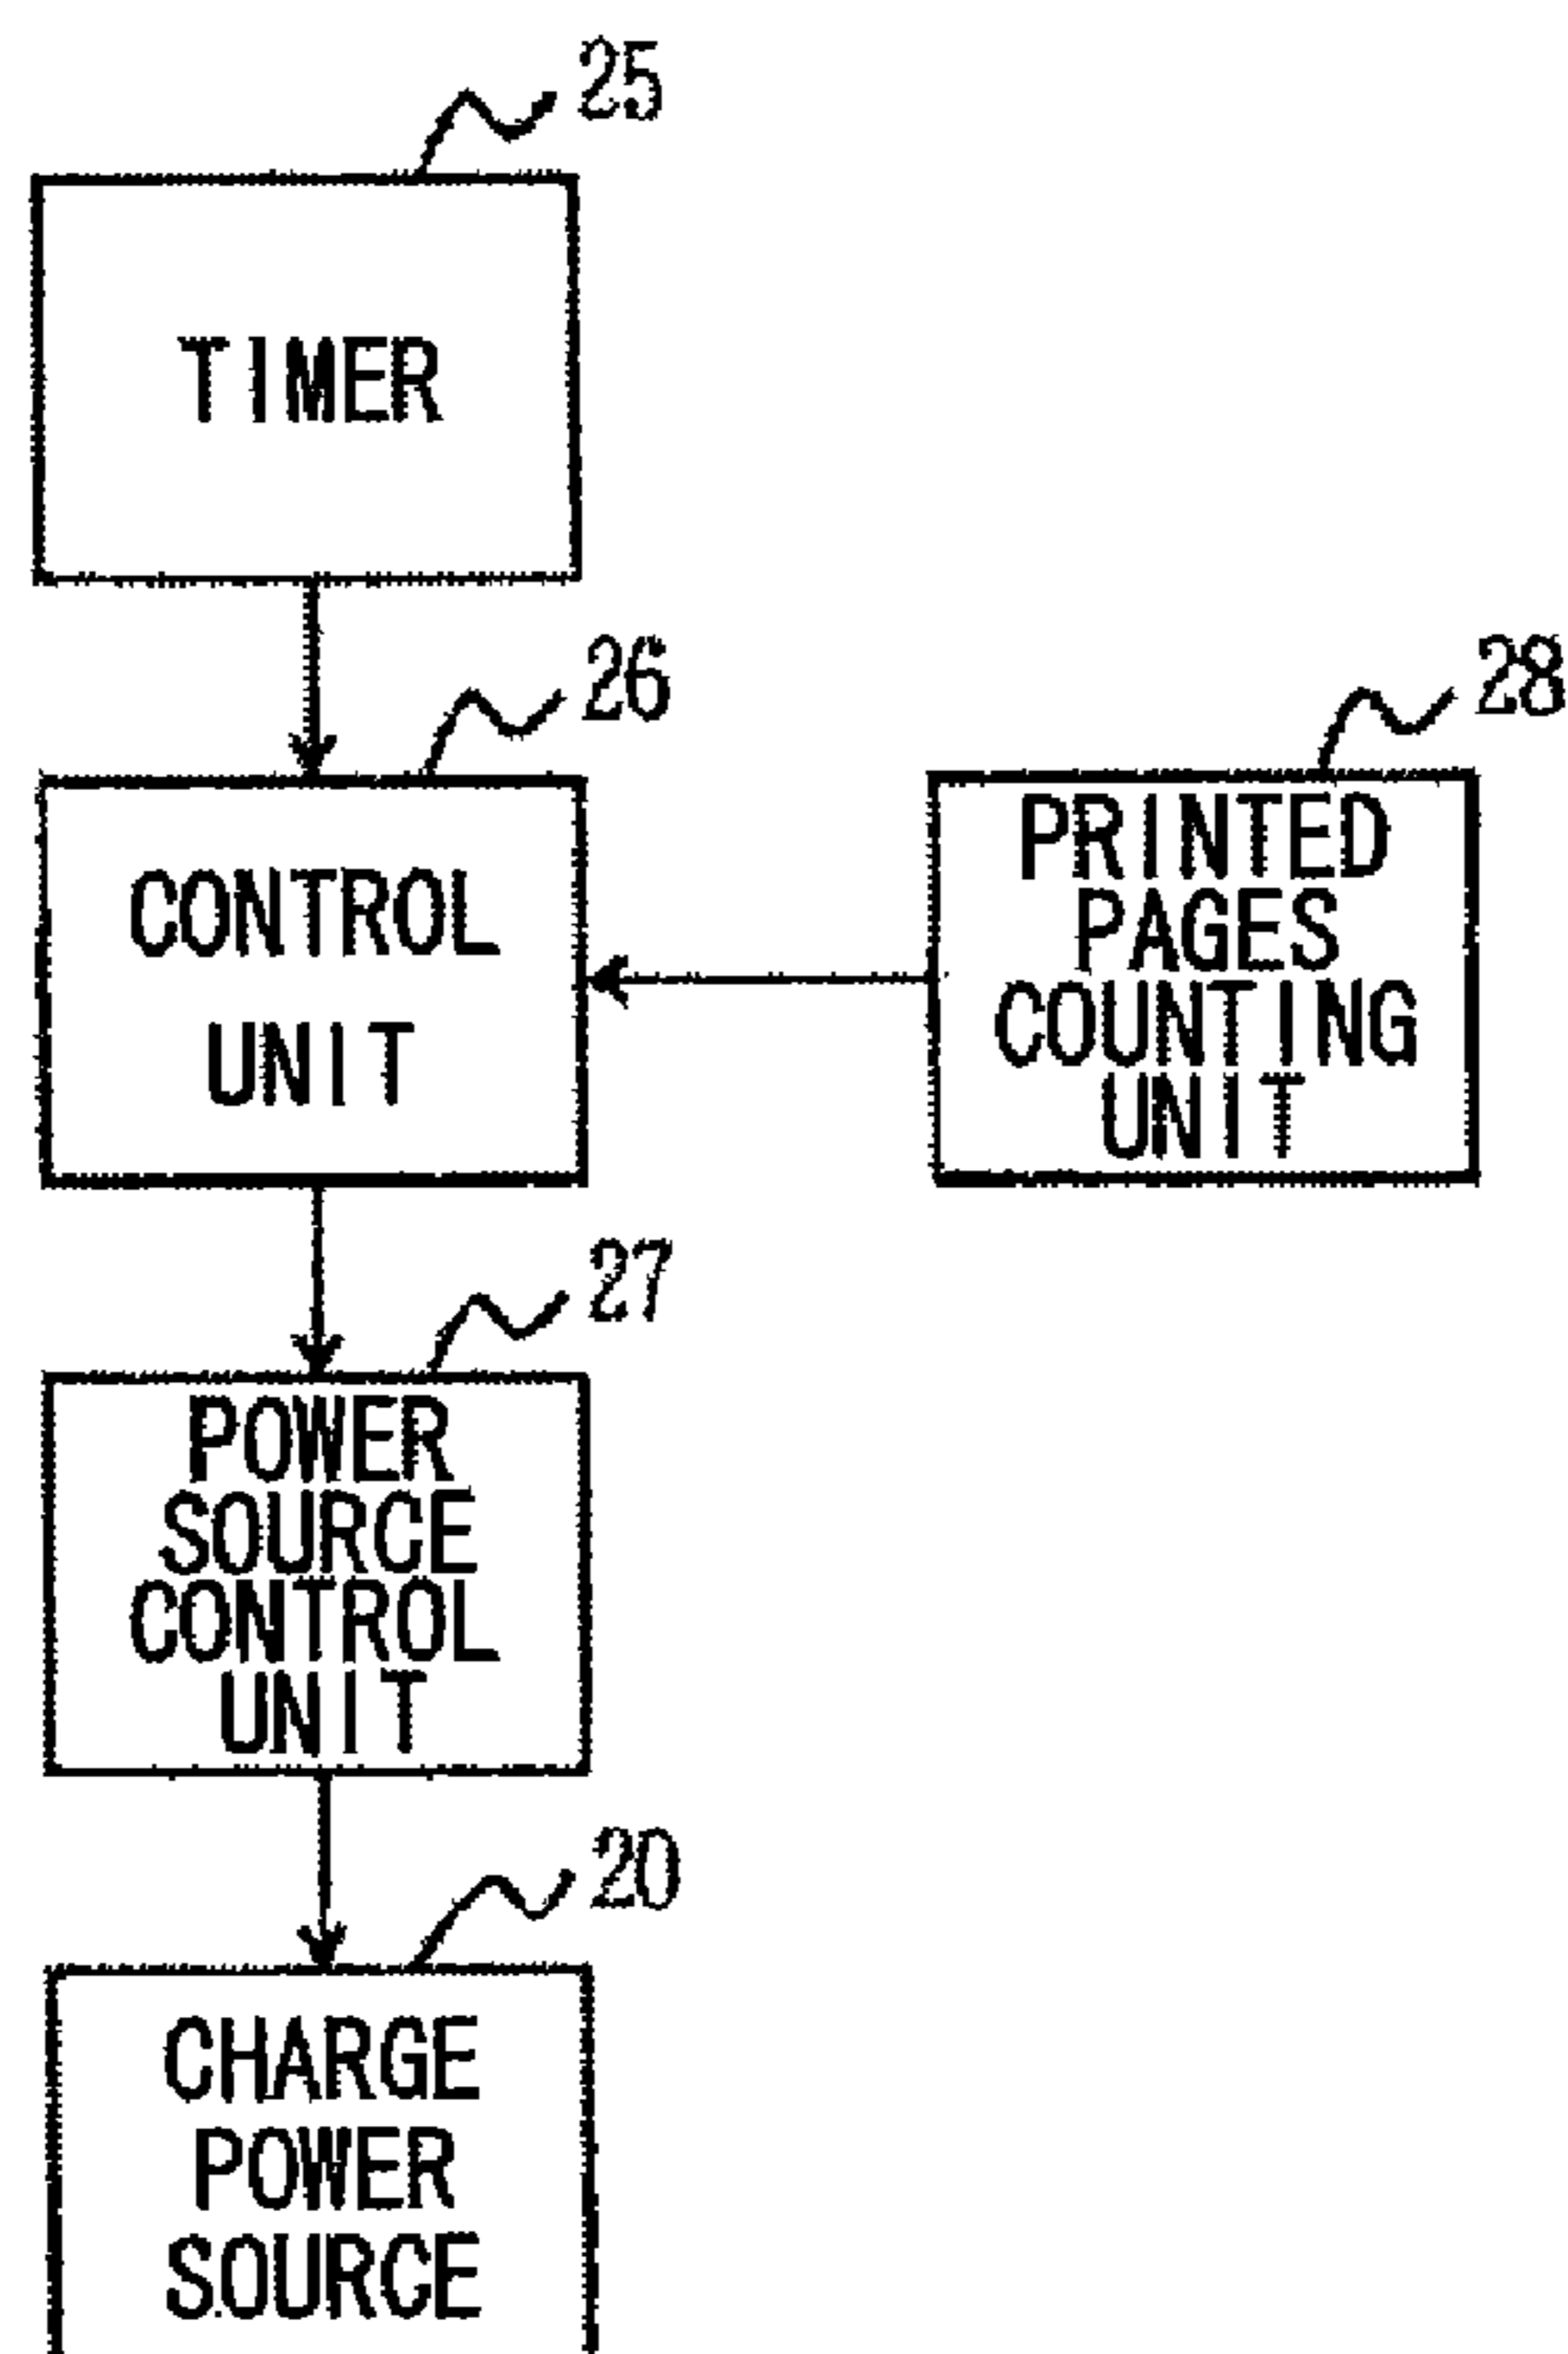 25
TIMER
26
CONTROL
UNIT
28
PRINTED
PAGES
COUNTING
UNIT
27
POWER
SOURCE
CONTROL
UNIT
20
CHARGE
POWER
SOURCE